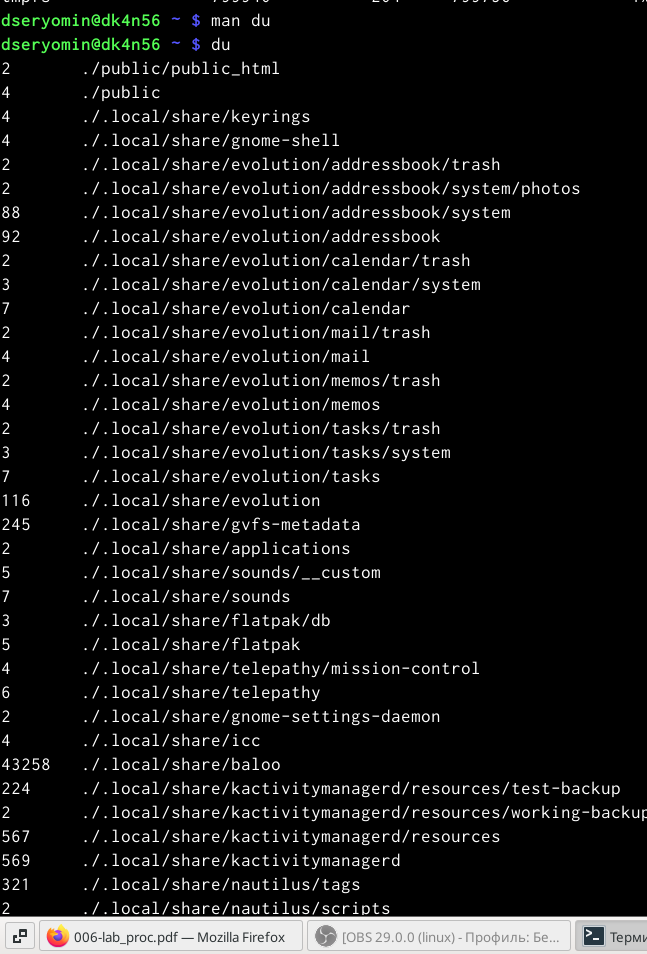 dseryomin@dk4n56 ~ $ man du
dseryomin@dk4n56 ~ $ du
2 ./public/public_html
4 ./public
4 ./.local/share/keyrings
4 ./.local/share/gnome-shell
2 ./.local/share/evolution/addressbook/trash
2 ./.local/share/evolution/addressbook/system/photos
88 ./.local/share/evolution/addressbook/system
92 ./.local/share/evolution/addressbook
2 ./.local/share/evolution/calendar/trash
3 ./.local/share/evolution/calendar/system
7 ./.local/share/evolution/calendar
2 ./.local/share/evolution/mail/trash
4 ./.local/share/evolution/mail
2 ./.local/share/evolution/memos/trash
4 ./.local/share/evolution/memos
2 ./.local/share/evolution/tasks/trash
3 ./.local/share/evolution/tasks/system
7 ./.local/share/evolution/tasks
116 ./.local/share/evolution
245 ./.local/share/gvfs-metadata
2 ./.local/share/applications
5 ./.local/share/sounds/__custom
7 ./.local/share/sounds
3 ./.local/share/flatpak/db
5 ./.local/share/flatpak
4 ./.local/share/telepathy/mission-control
6 ./.local/share/telepathy
2 ./.local/share/gnome-settings-daemon
4 ./.local/share/icc
43258 ./.local/share/baloo
224 ./.local/share/kactivitymanagerd/resources/test-backup
2 ./.local/share/kactivitymanagerd/resources/working-backup
567 ./.local/share/kactivitymanagerd/resources
569 ./.local/share/kactivitymanagerd
321 ./.local/share/nautilus/tags
2 ./.local/share/nautilus/scripts
006-lab_proc.pdf — Mozilla Firefox [OBS 29.0.0 (linux) - Профиль: Бе... Терми